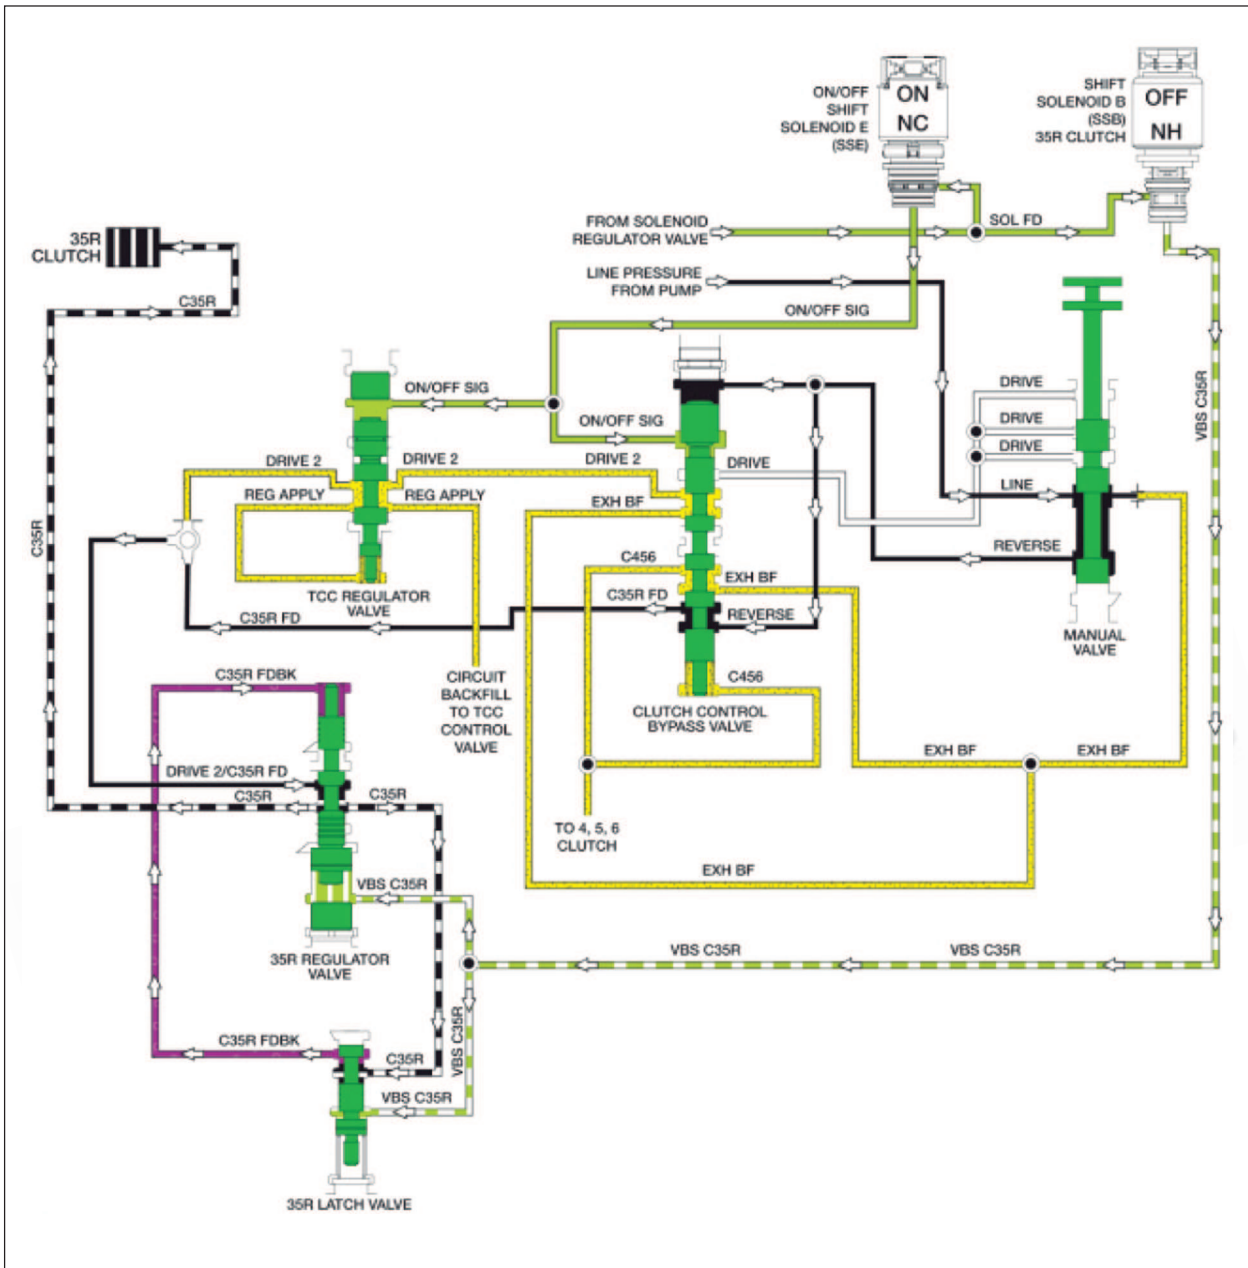 ON/OFF
SHIFT
SOLENOID E
(SSE)
ON
NC
SHIFT
SOLENOID B
(SSB)
35R CLUTCH
OFF
NH
FROM SOLENOID
REGULATOR VALVE
SOL FD
35R
CLUTCH
LINE PRESSURE
FROM PUMP
C35R
ON/OFF SIG
VBS C35R
ON/OFF SIG
DRIVE
ON/OFF SIG
DRIVE
DRIVE
DRIVE 2
DRIVE 2
DRIVE 2
DRIVE
REG APPLY
REG APPLY
EXH BF
LINE
C35R
C456
EXH BF
REVERSE
TCC REGULATOR
VALVE
C35R FD
REVERSE
C35R FD
MANUAL
VALVE
C35R FDBK
CIRCUIT
BACKFILL
TO TCC
CONTROL
VALVE
C456
CLUTCH CONTROL
BYPASS VALVE
EXH BF
EXH BF
DRIVE 2/C35R FD
C35R
C35R
TO 4, 5, 6
CLUTCH
EXH BF
VBS C35R
35R REGULATOR
VALVE
VBS C35R
VBS C35R
VBS C35R
C35R FDBK
C35R
VBS C35R
35R LATCH VALVE